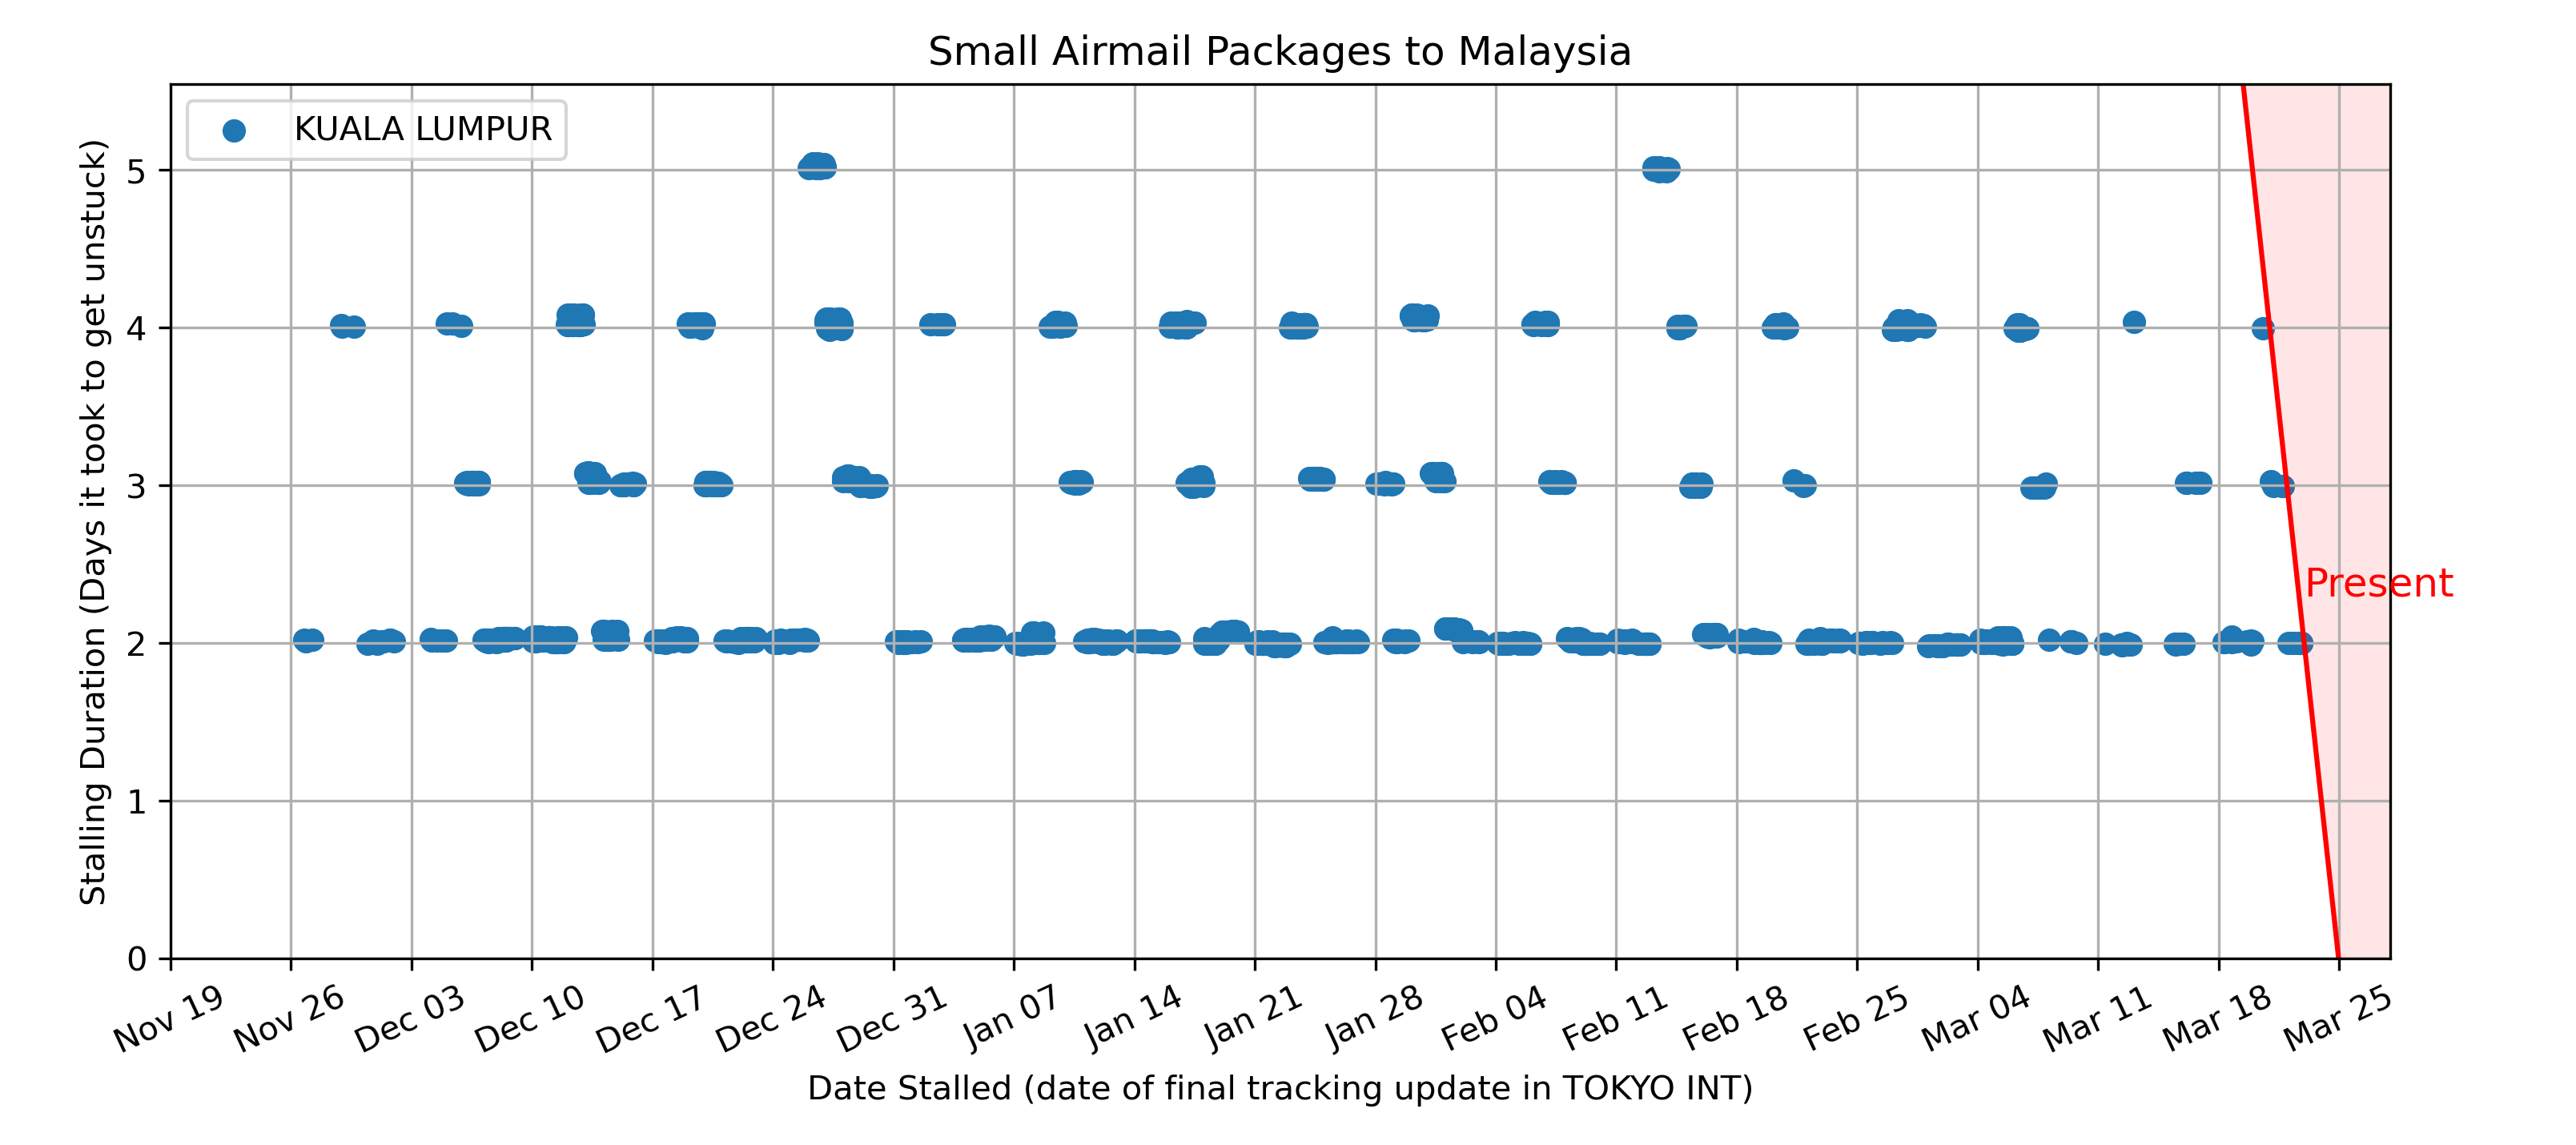 Small Airmail Packages to Malaysia
KUALA LUMPUR
Stalling Duration (Days it took to get unstuck)
5
4
3
2
1
0
Present
Nov 19
Nov 26
Dec 03
Dec 10
Dec 17
Dec 24
Dec 31
Jan 07
Jan 14
Jan 21
Jan 28
Feb 04
Feb 11
Feb 18
Feb 25
Mar 04
Mar 11
Mar 18
Mar 25
Date Stalled (date of final tracking update in TOKYO INT)